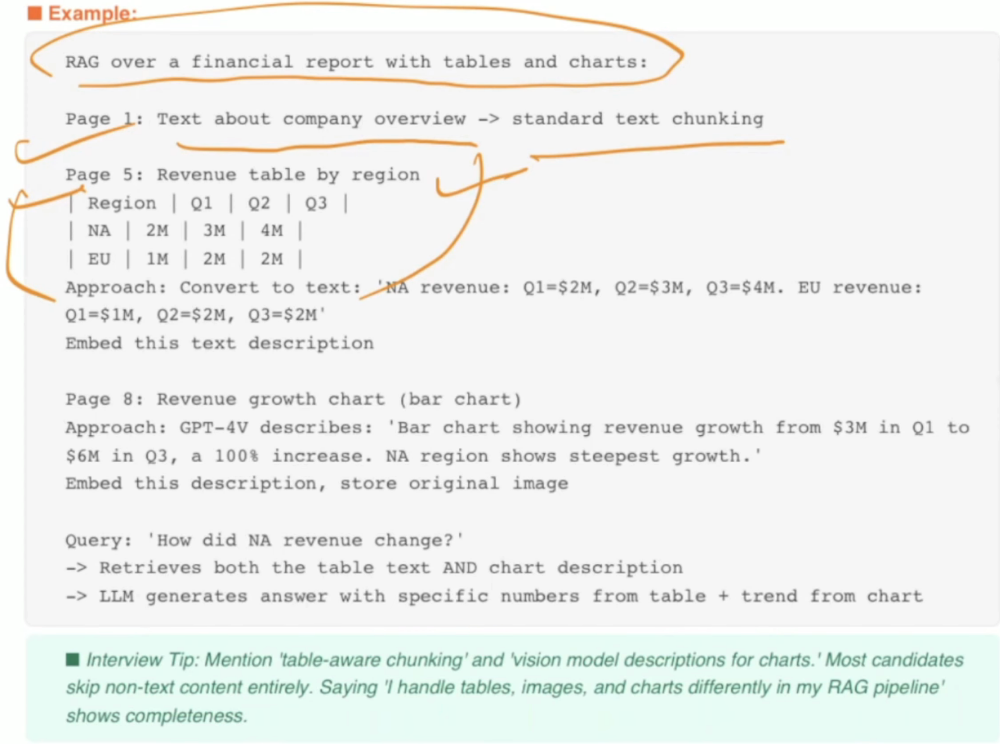 ■ Example:
RAG over a financial report with tables and charts:
Page 1: Text about company overview -> standard text chunking
Page 5: Revenue table by region
| Region | Q1 | Q2 | Q3 |
| NA | 2M | 3M | 4M |
| EU | 1M | 2M | 2M |
Approach: Convert to text: 'NA revenue: Q1=$2M, Q2=$3M, Q3=$4M. EU revenue:
Q1=$1M, Q2=$2M, Q3=$2M'
Embed this text description
Page 8: Revenue growth chart (bar chart)
Approach: GPT-4V describes: 'Bar chart showing revenue growth from $3M in Q1 to
$6M in Q3, a 100% increase. NA region shows steepest growth.'
Embed this description, store original image
Query: 'How did NA revenue change?'
-> Retrieves both the table text AND chart description
-> LLM generates answer with specific numbers from table + trend from chart
■ Interview Tip: Mention 'table-aware chunking' and 'vision model descriptions for charts.' Most candidates
skip non-text content entirely. Saying 'I handle tables, images, and charts differently in my RAG pipeline'
shows completeness.